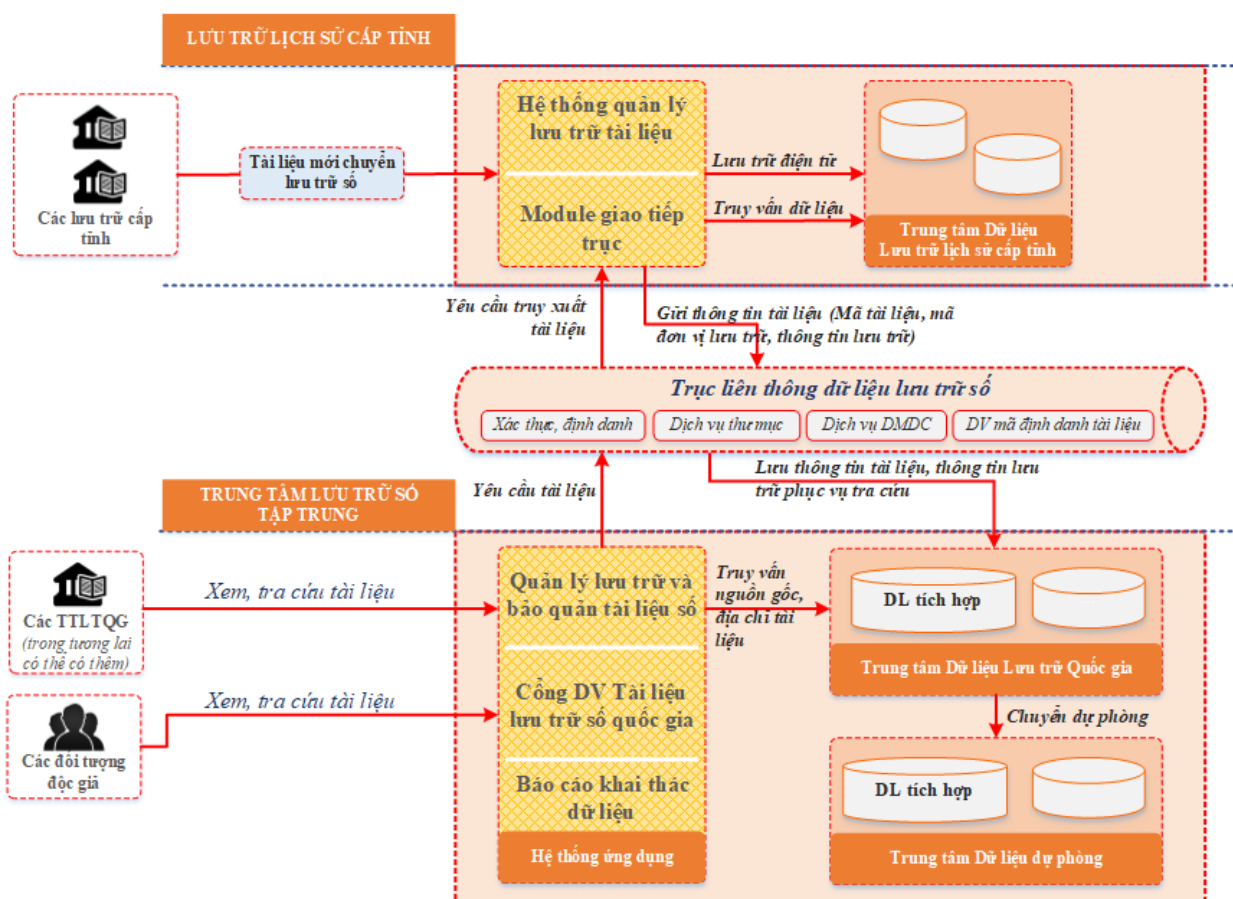 LƯU TRỮ LỊCH SỬ CẤP TỈNH
Các lưu trữ cấp
tỉnh
Tài liệu mới chuyển
lưu trữ số
Hệ thống quản lý
lưu trữ tài liệu
Module giao tiếp
trục
Lưu trữ điện tử
Truy vấn dữ liệu
Trung tâm Dữ liệu
Lưu trữ lịch sử cấp tỉnh
Yêu cầu truy xuất
tài liệu
Gửi thông tin tài liệu (Mã tài liệu, mã
đơn vị lưu trữ, thông tin lưu trữ)
Trục liên thông dữ liệu lưu trữ số
Xác thực, định danh
Dịch vụ thư mục
Dịch vụ DMDC
DV mã định danh tài liệu
Yêu cầu tài liệu
Lưu thông tin tài liệu, thông tin lưu
trữ phục vụ tra cứu
TRUNG TÂM LƯU TRỮ SỐ
TẬP TRUNG
Các TTLTQG
(trong tương lai
có thể có thêm)
Xem, tra cứu tài liệu
Các đối tượng
độc giả
Xem, tra cứu tài liệu
Quản lý lưu trữ và
bảo quản tài liệu số
Cổng DV Tài liệu
lưu trữ số quốc gia
Báo cáo khai thác
dữ liệu
Hệ thống ứng dụng
Truy vấn
nguồn gốc,
địa chỉ tài
liệu
DL tích hợp
Trung tâm Dữ liệu Lưu trữ Quốc gia
Chuyển dự phòng
DL tích hợp
Trung tâm Dữ liệu dự phòng